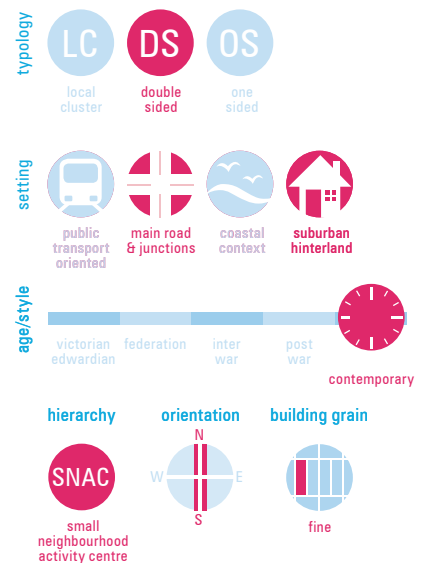 typology
LC
DS
OS
local
cluster
double
sided
one
sided
setting
public
transport
oriented
main road
& junctions
coastal
context
suburban
hinterland
age/style
victorian
edwardian
federation
inter
war
post
war
contemporary
hierarchy
orientation
building grain
SNAC
N
W
E
S
small
neighbourhood
activity centre
fine